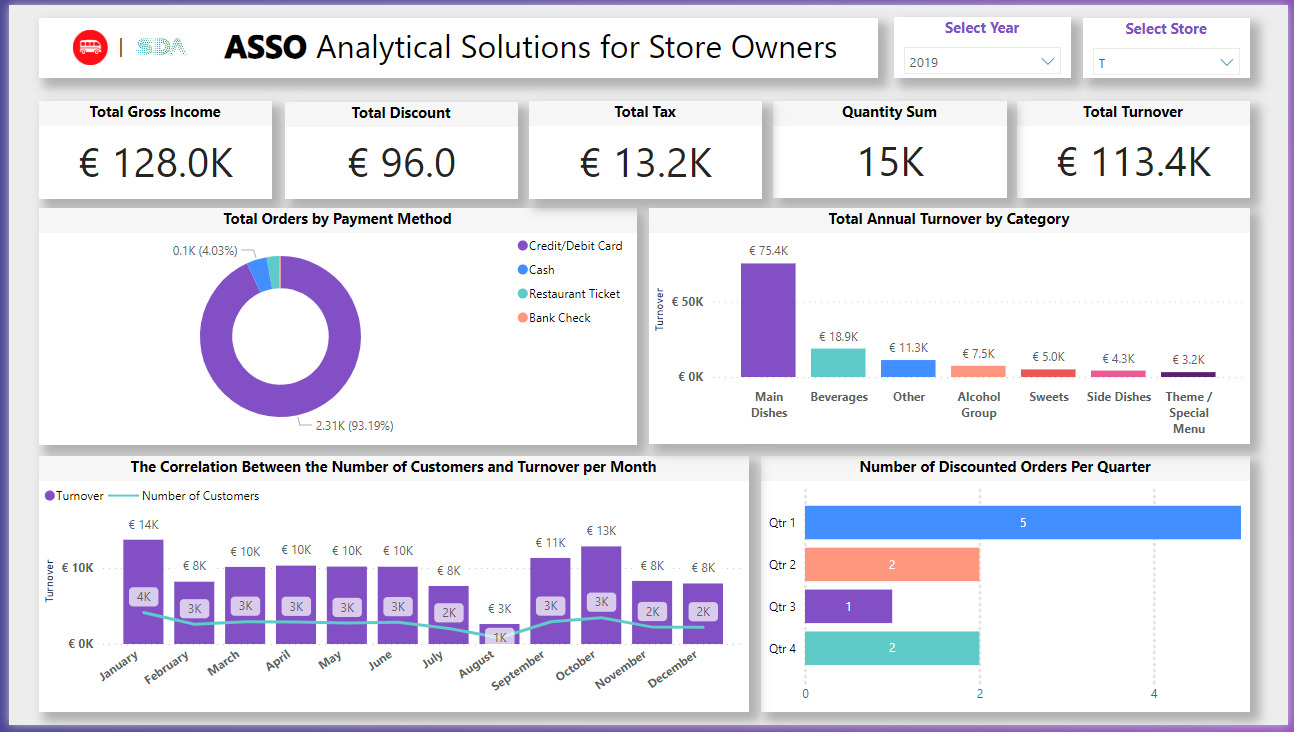 SDA
ASSO Analytical Solutions for Store Owners
Select Year
2019
Select Store
T
Total Gross Income
€ 128.0K
Total Discount
€ 96.0
Total Tax
€ 13.2K
Quantity Sum
15K
Total Turnover
€ 113.4K
Total Orders by Payment Method
0.1K (4.03%)
2.31K (93.19%)
Credit/Debit Card
Cash
Restaurant Ticket
Bank Check
Total Annual Turnover by Category
Turnover
€ 50K
€ 0K
€ 75.4K
€ 18.9K
€ 11.3K
€ 7.5K
€ 5.0K
€ 4.3K
€ 3.2K
Main
Dishes
Beverages
Other
Alcohol
Group
Sweets
Side Dishes
Theme /
Special
Menu
The Correlation Between the Number of Customers and Turnover per Month
Turnover
Number of Customers
Turnover
€ 10K
€ 0K
€ 14K
€ 8K
€ 10K
€ 10K
€ 10K
€ 10K
€ 8K
€ 3K
€ 11K
€ 13K
€ 8K
€ 8K
4K
3K
3K
3K
3K
3K
2K
1K
3K
3K
2K
2K
January
February
March
April
May
June
July
August
September
October
November
December
Number of Discounted Orders Per Quarter
Qtr 1
5
Qtr 2
2
Qtr 3
1
Qtr 4
2
0
2
4